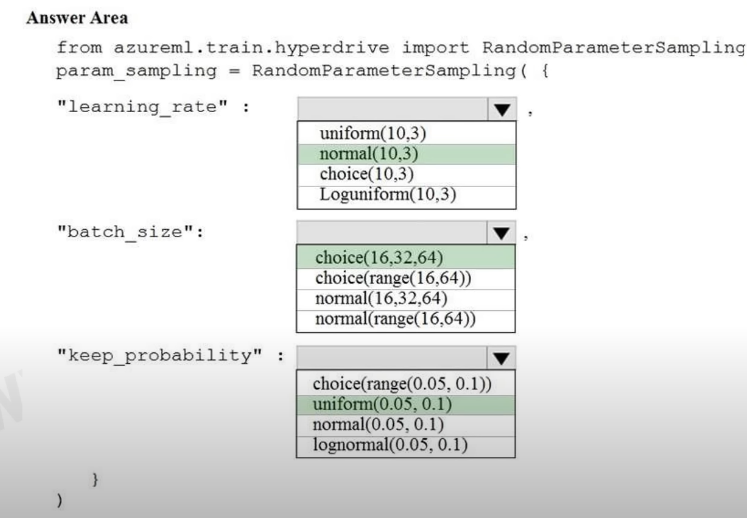 Answer Area
from azureml.train.hyperdrive import RandomParameterSampling
param_sampling = RandomParameterSampling( {
"learning_rate" : ,
uniform(10,3)
normal(10,3)
choice(10,3)
Loguniform(10,3)
"batch_size": ,
choice(16,32,64)
choice(range(16,64))
normal(16,32,64)
normal(range(16,64))
"keep_probability" :
choice(range(0.05, 0.1))
uniform(0.05, 0.1)
normal(0.05, 0.1)
lognormal(0.05, 0.1)
}
)